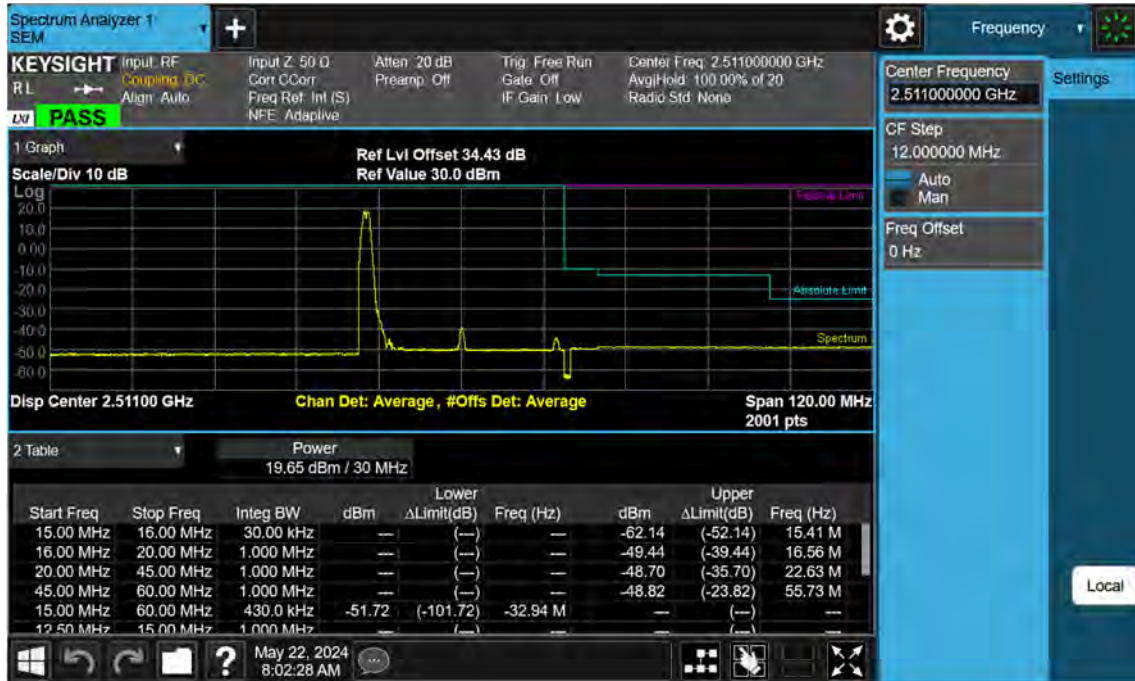 Spectrum Analyzer 1
SEM
+
Frequency
KEYSIGHT
RL
LXI PASS
Input: RF
Coupling: DC
Align: Auto
Input Z: 50 Ω
Corr CCorr
Freq Ref: Int (S)
NFE: Adaptive
Atten: 20 dB
Preamp: Off
Trig: Free Run
Gate: Off
IF Gain: Low
Center Freq: 2.511000000 GHz
Avg|Hold: 100.00% of 20
Radio Std: None
Center Frequency
2.511000000 GHz
Settings
CF Step
12.000000 MHz
Auto
Man
Freq Offset
0 Hz
1 Graph
Scale/Div 10 dB
Ref Lvl Offset 34.43 dB
Ref Value 30.0 dBm
Log
20.0
10.0
0.00
-10.0
-20.0
-30.0
-40.0
-50.0
-60.0
Limit
Absolute Limit
Spectrum
Disp Center 2.51100 GHz
Chan Det: Average, #Offs Det: Average
Span 120.00 MHz
2001 pts
2 Table
Power
19.65 dBm / 30 MHz
Lower Upper
Start Freq Stop Freq Integ BW dBm ΔLimit(dB) Freq (Hz) dBm ΔLimit(dB) Freq (Hz)
15.00 MHz 16.00 MHz 30.00 kHz --- (---) --- -62.14 (-52.14) 15.41 M
16.00 MHz 20.00 MHz 1.000 MHz --- (---) --- -49.44 (-39.44) 16.56 M
20.00 MHz 45.00 MHz 1.000 MHz --- (---) --- -48.70 (-35.70) 22.63 M
45.00 MHz 60.00 MHz 1.000 MHz --- (---) --- -48.82 (-23.82) 55.73 M
15.00 MHz 60.00 MHz 430.0 kHz -51.72 (-101.72) -32.94 M --- (---) ---
12.50 MHz 15.00 MHz 1.000 MHz --- (---) --- --- (---) ---
Local
?
May 22, 2024
8:02:28 AM